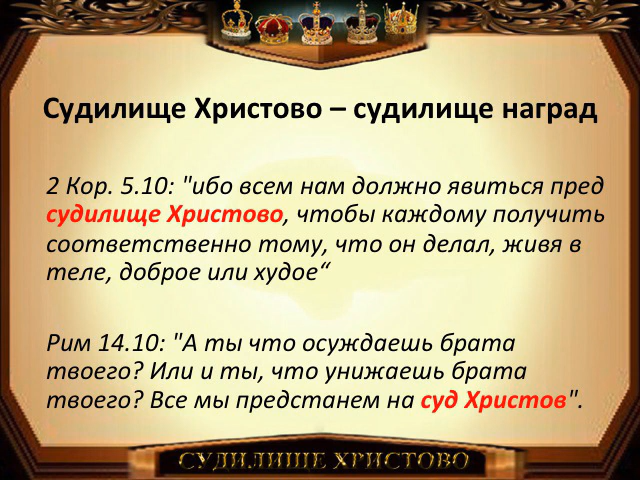 Судилище Христово – судилище наград
2 Кор. 5.10: "ибо всем нам должно явиться пред
судилище Христово, чтобы каждому получить
соответственно тому, что он делал, живя в
теле, доброе или худое“
Рим 14.10: "А ты что осуждаешь брата
твоего? Или и ты, что унижаешь брата
твоего? Все мы предстанем на суд Христов".
СУДИЛИЩЕ ХРИСТОВО